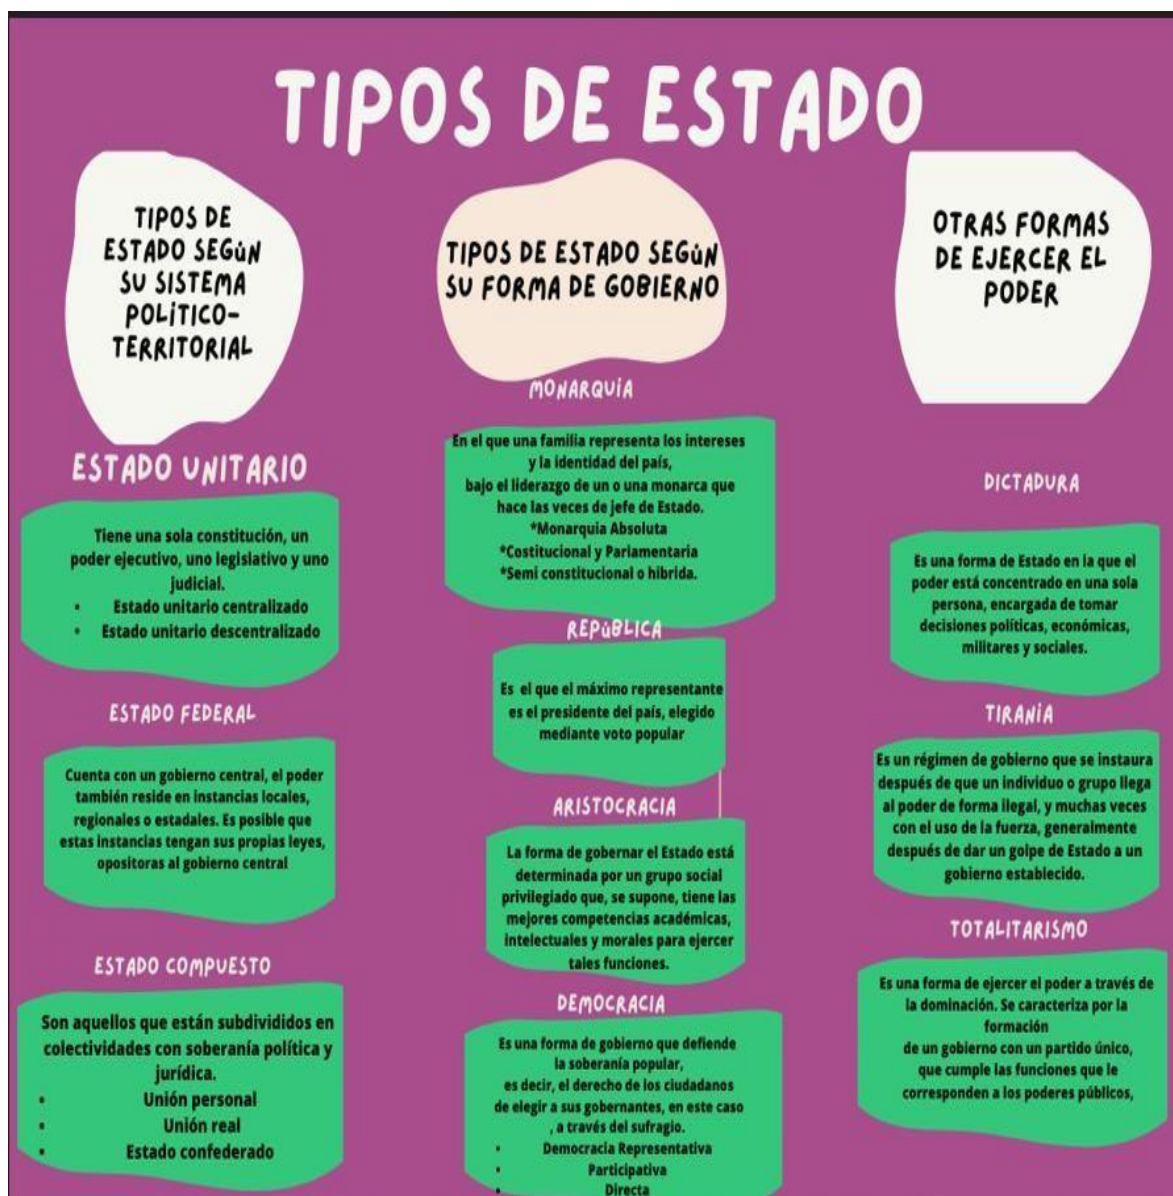 TIPOS DE ESTADO
TIPOS DE
ESTADO SEGÚN
SU SISTEMA
POLÍTICO-
TERRITORIAL
ESTADO UNITARIO
Tiene una sola constitución, un
poder ejecutivo, uno legislativo y uno
judicial.
• Estado unitario centralizado
• Estado unitario descentralizado
ESTADO FEDERAL
Cuenta con un gobierno central, el poder
también reside en instancias locales,
regionales o estadales. Es posible que
estas instancias tengan sus propias leyes,
opositoras al gobierno central
ESTADO COMPUESTO
Son aquellos que están subdivididos en
colectividades con soberanía política y
jurídica.
• Unión personal
• Unión real
• Estado confederado
TIPOS DE ESTADO SEGÚN
SU FORMA DE GOBIERNO
MONARQUÍA
En el que una familia representa los intereses
y la identidad del país,
bajo el liderazgo de un o una monarca que
hace las veces de jefe de Estado.
*Monarquia Absoluta
*Costitucional y Parlamentaria
*Semi constitucional o hibrida.
REPÚBLICA
Es el que el máximo representante
es el presidente del país, elegido
mediante voto popular
ARISTOCRACIA
La forma de gobernar el Estado está
determinada por un grupo social
privilegiado que, se supone, tiene las
mejores competencias académicas,
intelectuales y morales para ejercer
tales funciones.
DEMOCRACIA
Es una forma de gobierno que defiende
la soberanía popular,
es decir, el derecho de los ciudadanos
de elegir a sus gobernantes, en este caso
, a través del sufragio.
• Democracia Representativa
• Participativa
• Directa
OTRAS FORMAS
DE EJERCER EL
PODER
DICTADURA
Es una forma de Estado en la que el
poder está concentrado en una sola
persona, encargada de tomar
decisiones políticas, económicas,
militares y sociales.
TIRANÍA
Es un régimen de gobierno que se instaura
después de que un individuo o grupo llega
al poder de forma ilegal, y muchas veces
con el uso de la fuerza, generalmente
después de dar un golpe de Estado a un
gobierno establecido.
TOTALITARISMO
Es una forma de ejercer el poder a través de
la dominación. Se caracteriza por la
formación
de un gobierno con un partido único,
que cumple las funciones que le
corresponden a los poderes públicos,